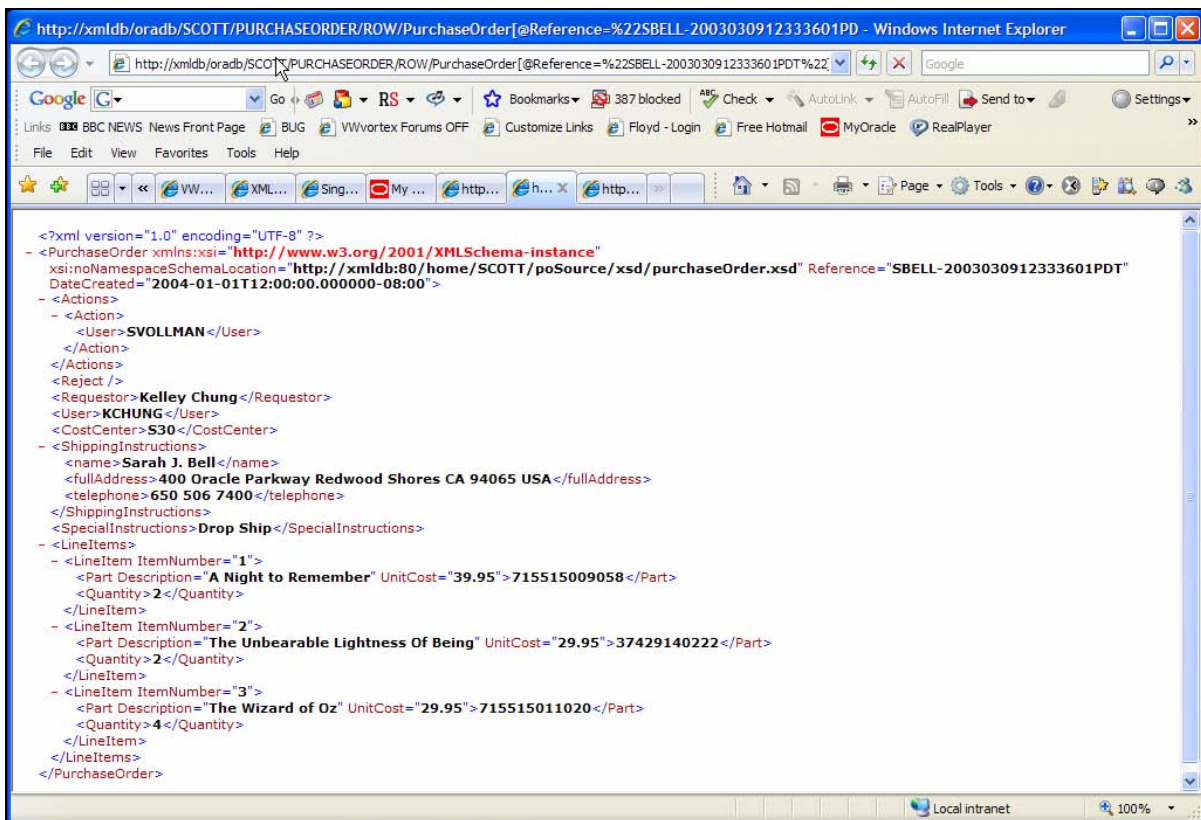 http://xmldb/oradb/SCOTT/PURCHASEORDER/ROW/PurchaseOrder[@Reference=%22SBELL-2003030912333601PD - Windows Internet Explorer
http://xmldb/oradb/SCOTT/PURCHASEORDER/ROW/PurchaseOrder[@Reference=%22SBELL-2003030912333601PDT%22] Google
Google G Go RS Bookmarks 387 blocked ABC Check AutoLink AutoFill Send to Settings
Links BBC NEWS News Front Page BUG VWvortex Forums OFF Customize Links Floyd - Login Free Hotmail MyOracle RealPlayer »
File Edit View Favorites Tools Help
« VW... XML... Sing... My ... http... h... X http... » Page Tools »
<?xml version="1.0" encoding="UTF-8" ?>
- <PurchaseOrder xmlns:xsi="http://www.w3.org/2001/XMLSchema-instance"
xsi:noNamespaceSchemaLocation="http://xmldb:80/home/SCOTT/poSource/xsd/purchaseOrder.xsd" Reference="SBELL-2003030912333601PDT"
DateCreated="2004-01-01T12:00:00.000000-08:00">
- <Actions>
- <Action>
<User>SVOLLMAN</User>
</Action>
</Actions>
<Reject />
<Requestor>Kelley Chung</Requestor>
<User>KCHUNG</User>
<CostCenter>S30</CostCenter>
- <ShippingInstructions>
<name>Sarah J. Bell</name>
<fullAddress>400 Oracle Parkway Redwood Shores CA 94065 USA</fullAddress>
<telephone>650 506 7400</telephone>
</ShippingInstructions>
<SpecialInstructions>Drop Ship</SpecialInstructions>
- <LineItems>
- <LineItem ItemNumber="1">
<Part Description="A Night to Remember" UnitCost="39.95">715515009058</Part>
<Quantity>2</Quantity>
</LineItem>
- <LineItem ItemNumber="2">
<Part Description="The Unbearable Lightness Of Being" UnitCost="29.95">37429140222</Part>
<Quantity>2</Quantity>
</LineItem>
- <LineItem ItemNumber="3">
<Part Description="The Wizard of Oz" UnitCost="29.95">715515011020</Part>
<Quantity>4</Quantity>
</LineItem>
</LineItems>
</PurchaseOrder>
Local intranet 100%